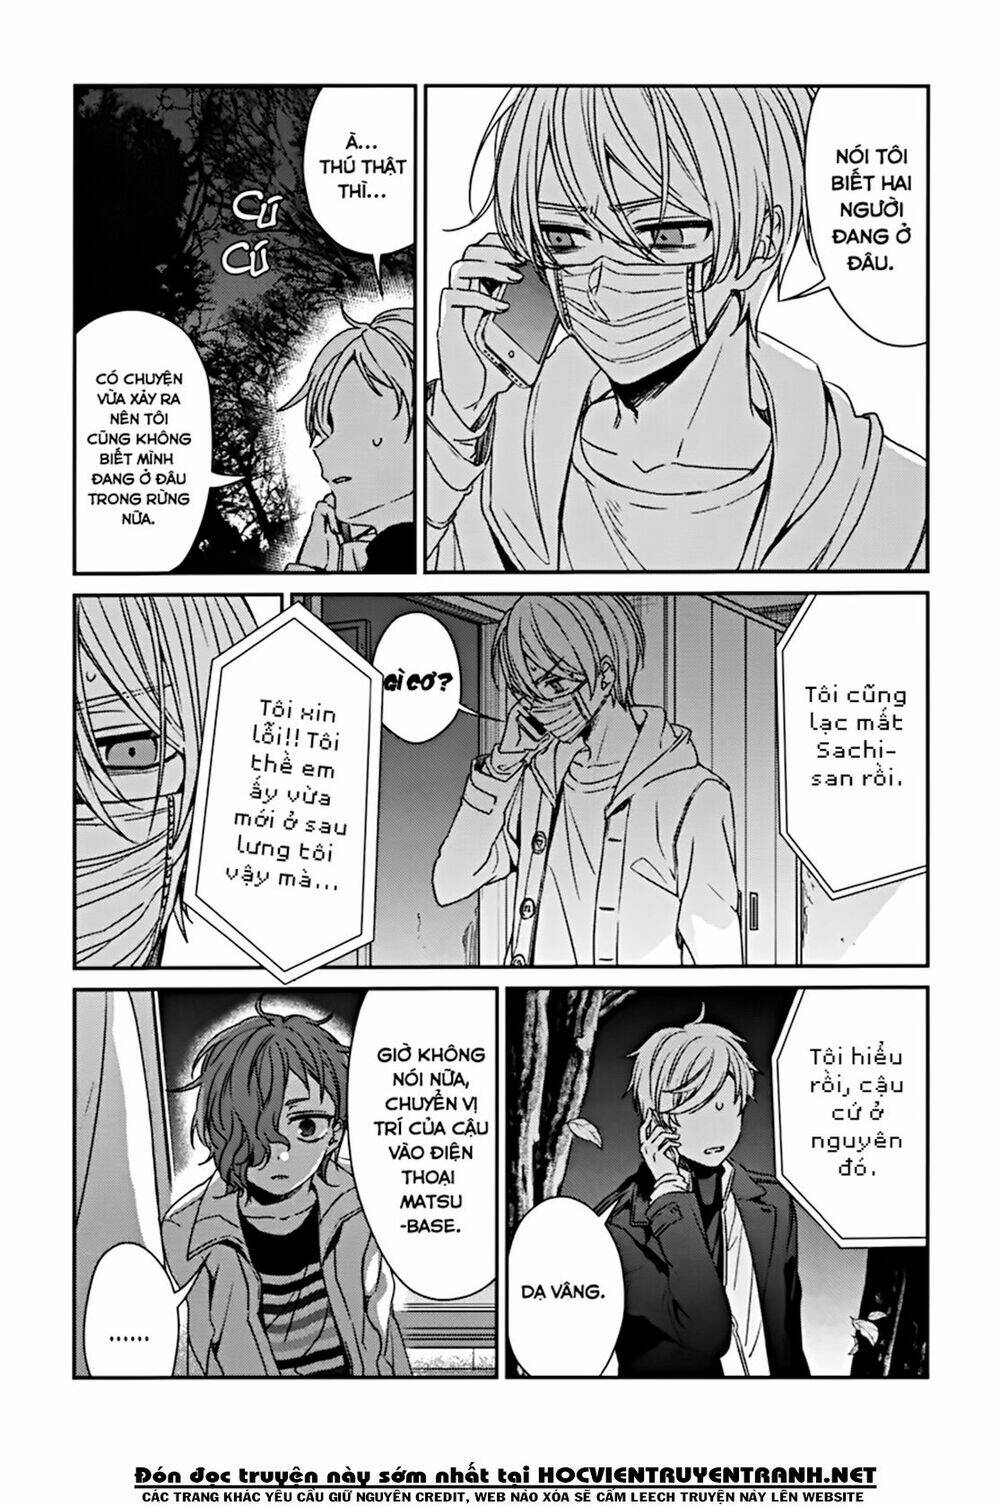 NÓI TÔI
BIẾT HAI
NGƯỜI
ĐANG Ở
ĐÂU.
À...
THÚ THẬT
THÌ...
CÚ
CÚ
CÓ CHUYỆN
VỪA XẢY RA
NÊN TÔI
CŨNG KHÔNG
BIẾT MÌNH
ĐANG Ở ĐÂU
TRONG RỪNG
NỮA.
Tôi cũng
lạc mất
Sachi-
san rồi.
GÌ CƠ?
Tôi xin
lỗi!! Tôi
thề em
ấy vừa
mới ở sau
lưng tôi
vậy mà...
Tôi hiểu
rồi, cậu
cứ ở
nguyên
đó.
DẠ VÂNG.
GIỜ KHÔNG
NÓI NỮA,
CHUYỂN VỊ
TRÍ CỦA CẬU
VÀO ĐIỆN
THOẠI
MATSU
-BASE.
......
Đón đọc truyện này sớm nhất tại HOCVIENTRUYENTRANH.NET
CÁC TRANG KHÁC YÊU CẦU GIỮ NGUYÊN CREDIT, WEB NÀO XÓA SẼ CẤM LEECH TRUYỆN NÀY LÊN WEBSITE